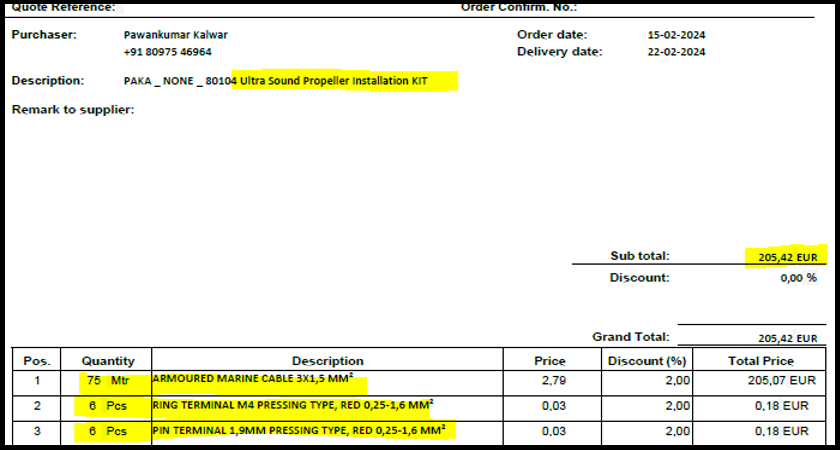 Quote Reference: Order Confirm. No.:
Purchaser: Pawankumar Kalwar Order date: 15-02-2024
+91 80975 46964 Delivery date: 22-02-2024
Description: PAKA _ NONE _ 80104 Ultra Sound Propeller Installation KIT
Remark to supplier:
Sub total: 205,42 EUR
Discount: 0,00 %
Grand Total: 205,42 EUR
Pos. Quantity Description Price Discount (%) Total Price
1 75 Mtr ARMOURED MARINE CABLE 3X1,5 MM² 2,79 2,00 205,07 EUR
2 6 Pcs RING TERMINAL M4 PRESSING TYPE, RED 0,25-1,6 MM² 0,03 2,00 0,18 EUR
3 6 Pcs PIN TERMINAL 1,9MM PRESSING TYPE, RED 0,25-1,6 MM² 0,03 2,00 0,18 EUR